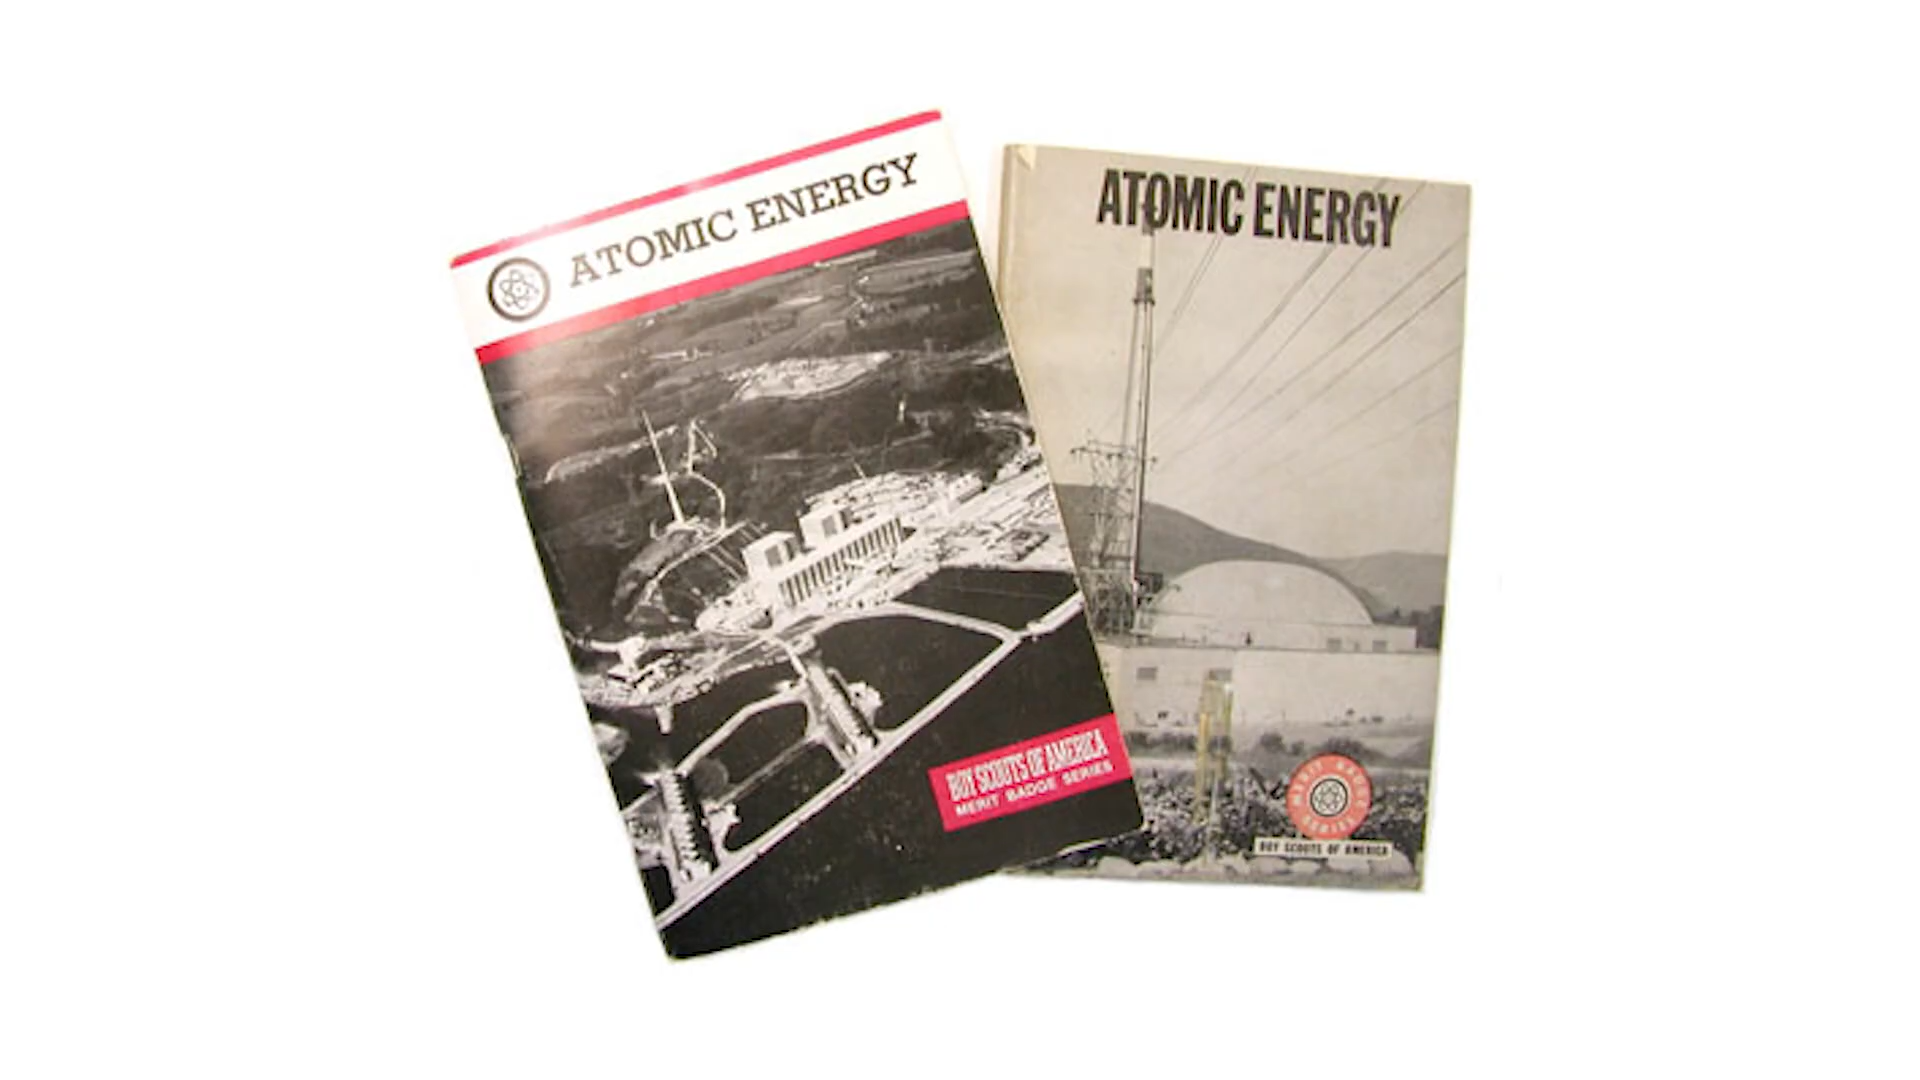 ATOMIC ENERGY
BOY SCOUTS OF AMERICA
MERIT BADGE SERIES
ATOMIC ENERGY
MERIT BADGE
SERIES
BOY SCOUTS OF AMERICA